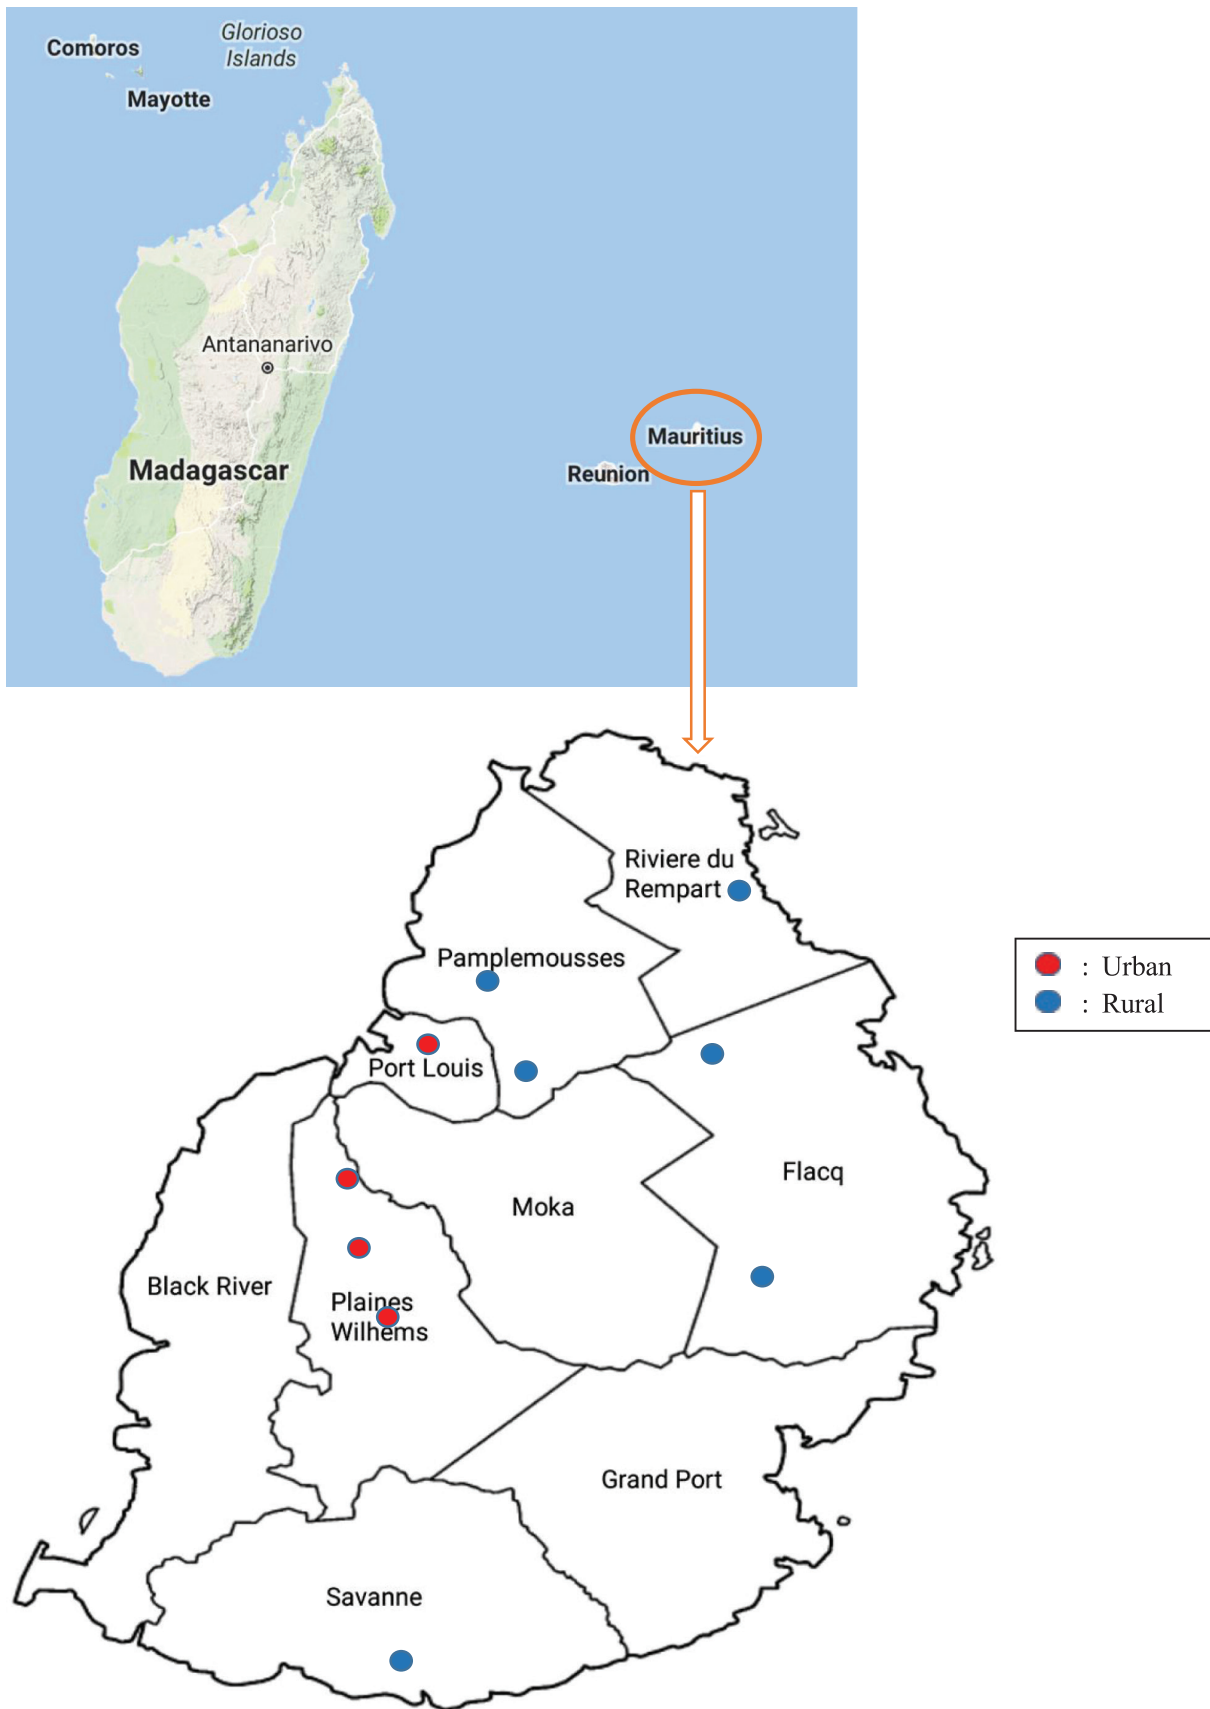 Comoros
Glorioso
Islands
Mayotte
Antananarivo
Madagascar
Mauritius
Reunion
Riviere du
Rempart
Pamplemousses
: Urban
: Rural
Port Louis
Flacq
Moka
Black River
Plaines
Wilhems
Grand Port
Savanne